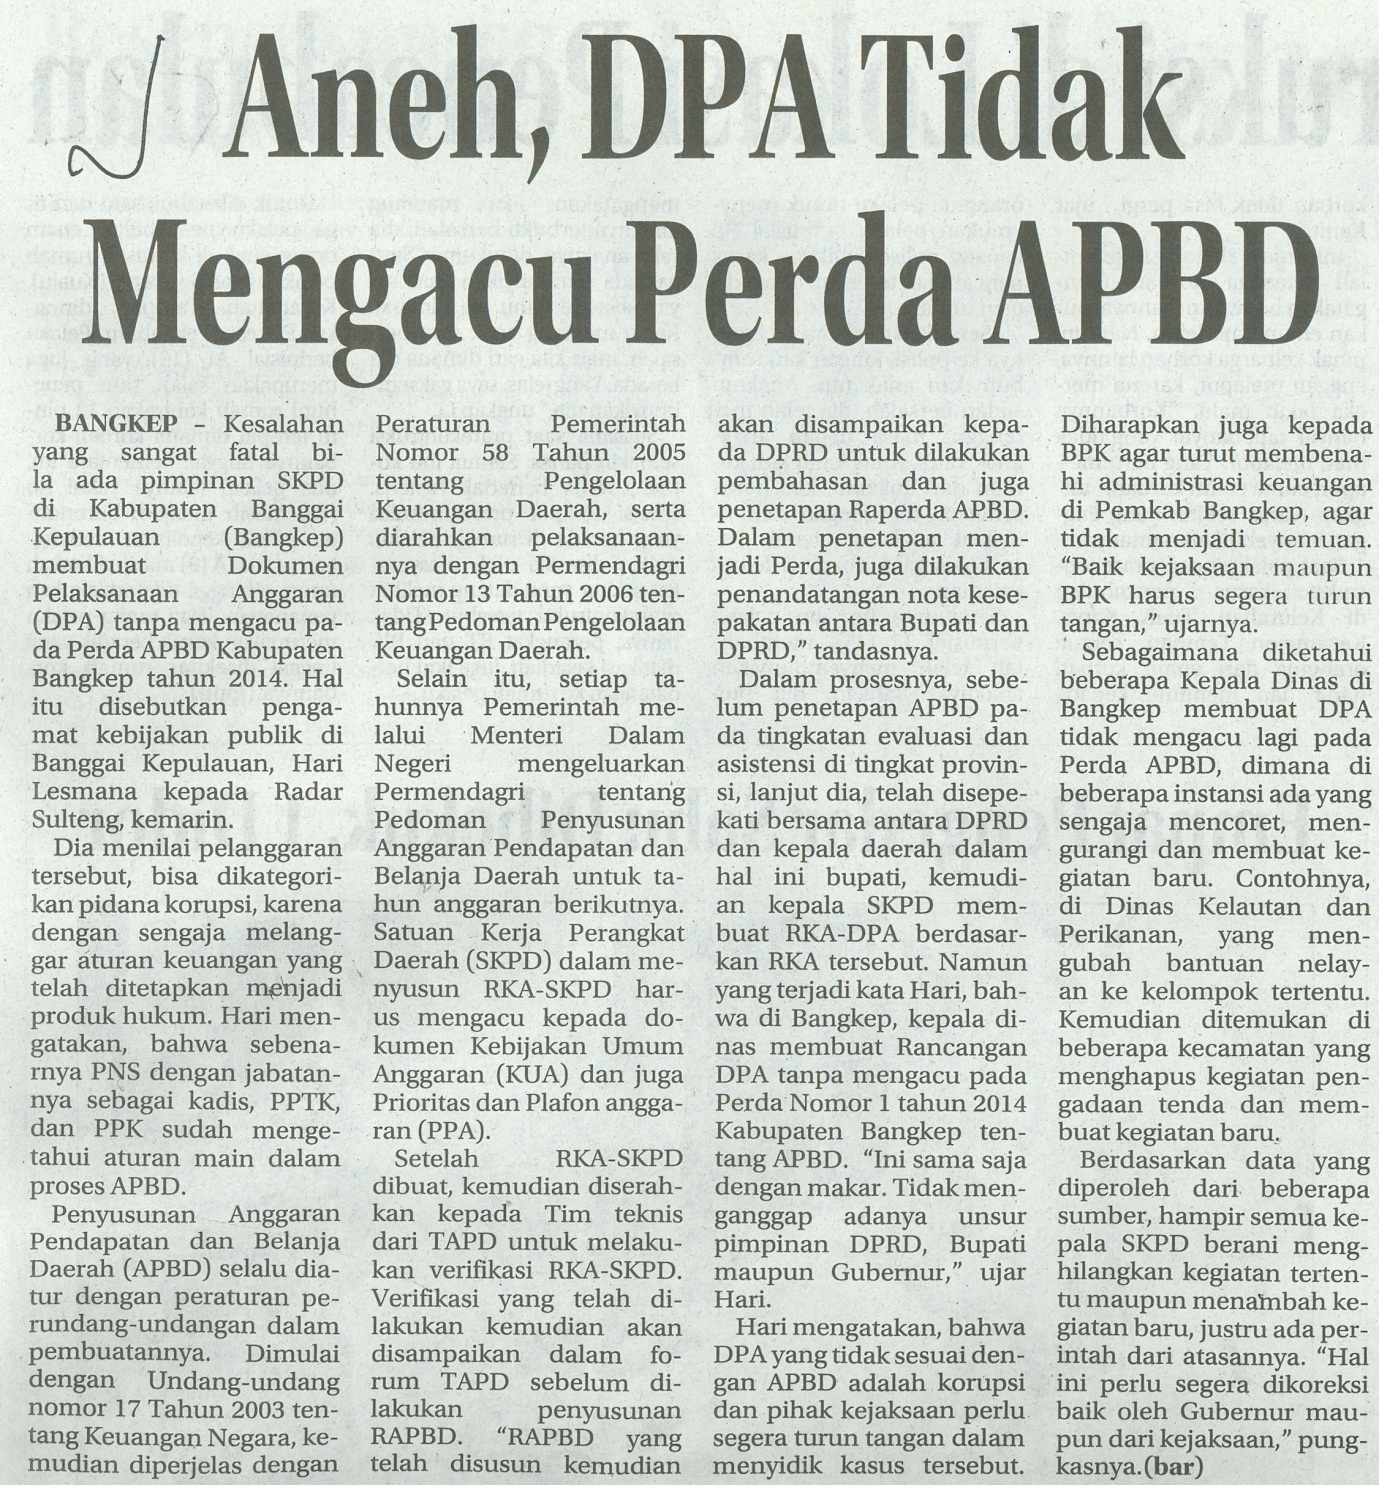 Aneh, DPA Tidak
Mengacu Perda APBD
BANGKEP – Kesalahan
yang sangat fatal bi-
la ada pimpinan SKPD
di Kabupaten Banggai
Kepulauan (Bangkep)
membuat Dokumen
Pelaksanaan Anggaran
(DPA) tanpa mengacu pa-
da Perda APBD Kabupaten
Bangkep tahun 2014. Hal
itu disebutkan penga-
mat kebijakan publik di
Banggai Kepulauan, Hari
Lesmana kepada Radar
Sulteng, kemarin.
Dia menilai pelanggaran
tersebut, bisa dikategori-
kan pidana korupsi, karena
dengan sengaja melang-
gar aturan keuangan yang
telah ditetapkan menjadi
produk hukum. Hari men-
gatakan, bahwa sebena-
rnya PNS dengan jabatan-
nya sebagai kadis, PPTK,
dan PPK sudah menge-
tahui aturan main dalam
proses APBD.
Penyusunan Anggaran
Pendapatan dan Belanja
Daerah (APBD) selalu dia-
tur dengan peraturan pe-
rundang-undangan dalam
pembuatannya. Dimulai
dengan Undang-undang
nomor 17 Tahun 2003 ten-
tang Keuangan Negara, ke-
mudian diperjelas dengan
Peraturan Pemerintah
Nomor 58 Tahun 2005
tentang Pengelolaan
Keuangan Daerah, serta
diarahkan pelaksanaan-
nya dengan Permendagri
Nomor 13 Tahun 2006 ten-
tang Pedoman Pengelolaan
Keuangan Daerah.
Selain itu, setiap ta-
hunnya Pemerintah me-
lalui Menteri Dalam
Negeri mengeluarkan
Permendagri tentang
Pedoman Penyusunan
Anggaran Pendapatan dan
Belanja Daerah untuk ta-
hun anggaran berikutnya.
Satuan Kerja Perangkat
Daerah (SKPD) dalam me-
nyusun RKA-SKPD har-
us mengacu kepada do-
kumen Kebijakan Umum
Anggaran (KUA) dan juga
Prioritas dan Plafon angga-
ran (PPA).
Setelah RKA-SKPD
dibuat, kemudian diserah-
kan kepada Tim teknis
dari TAPD untuk melaku-
kan verifikasi RKA-SKPD.
Verifikasi yang telah di-
lakukan kemudian akan
disampaikan dalam fo-
rum TAPD sebelum di-
lakukan penyusunan
RAPBD. “RAPBD yang
telah disusun kemudian
akan disampaikan kepa-
da DPRD untuk dilakukan
pembahasan dan juga
penetapan Raperda APBD.
Dalam penetapan men-
jadi Perda, juga dilakukan
penandatangan nota kese-
pakatan antara Bupati dan
DPRD,” tandasnya.
Dalam prosesnya, sebe-
lum penetapan APBD pa-
da tingkatan evaluasi dan
asistensi di tingkat provin-
si, lanjut dia, telah disepe-
kati bersama antara DPRD
dan kepala daerah dalam
hal ini bupati, kemudi-
an kepala SKPD mem-
buat RKA-DPA berdasar-
kan RKA tersebut. Namun
yang terjadi kata Hari, bah-
wa di Bangkep, kepala di-
nas membuat Rancangan
DPA tanpa mengacu pada
Perda Nomor 1 tahun 2014
Kabupaten Bangkep ten-
tang APBD. “Ini sama saja
dengan makar. Tidak men-
ganggap adanya unsur
pimpinan DPRD, Bupati
maupun Gubernur,” ujar
Hari.
Hari mengatakan, bahwa
DPA yang tidak sesuai den-
gan APBD adalah korupsi
dan pihak kejaksaan perlu
segera turun tangan dalam
menyidik kasus tersebut.
Diharapkan juga kepada
BPK agar turut membena-
hi administrasi keuangan
di Pemkab Bangkep, agar
tidak menjadi temuan.
“Baik kejaksaan maupun
BPK harus segera turun
tangan,” ujarnya.
Sebagaimana diketahui
beberapa Kepala Dinas di
Bangkep membuat DPA
tidak mengacu lagi pada
Perda APBD, dimana di
beberapa instansi ada yang
sengaja mencoret, men-
gurangi dan membuat ke-
giatan baru. Contohnya,
di Dinas Kelautan dan
Perikanan, yang men-
gubah bantuan nelay-
an ke kelompok tertentu.
Kemudian ditemukan di
beberapa kecamatan yang
menghapus kegiatan pen-
gadaan tenda dan mem-
buat kegiatan baru.
Berdasarkan data yang
diperoleh dari beberapa
sumber, hampir semua ke-
pala SKPD berani meng-
hilangkan kegiatan terten-
tu maupun menambah ke-
giatan baru, justru ada per-
intah dari atasannya. “Hal
ini perlu segera dikoreksi
baik oleh Gubernur mau-
pun dari kejaksaan,” pung-
kasnya.(bar)